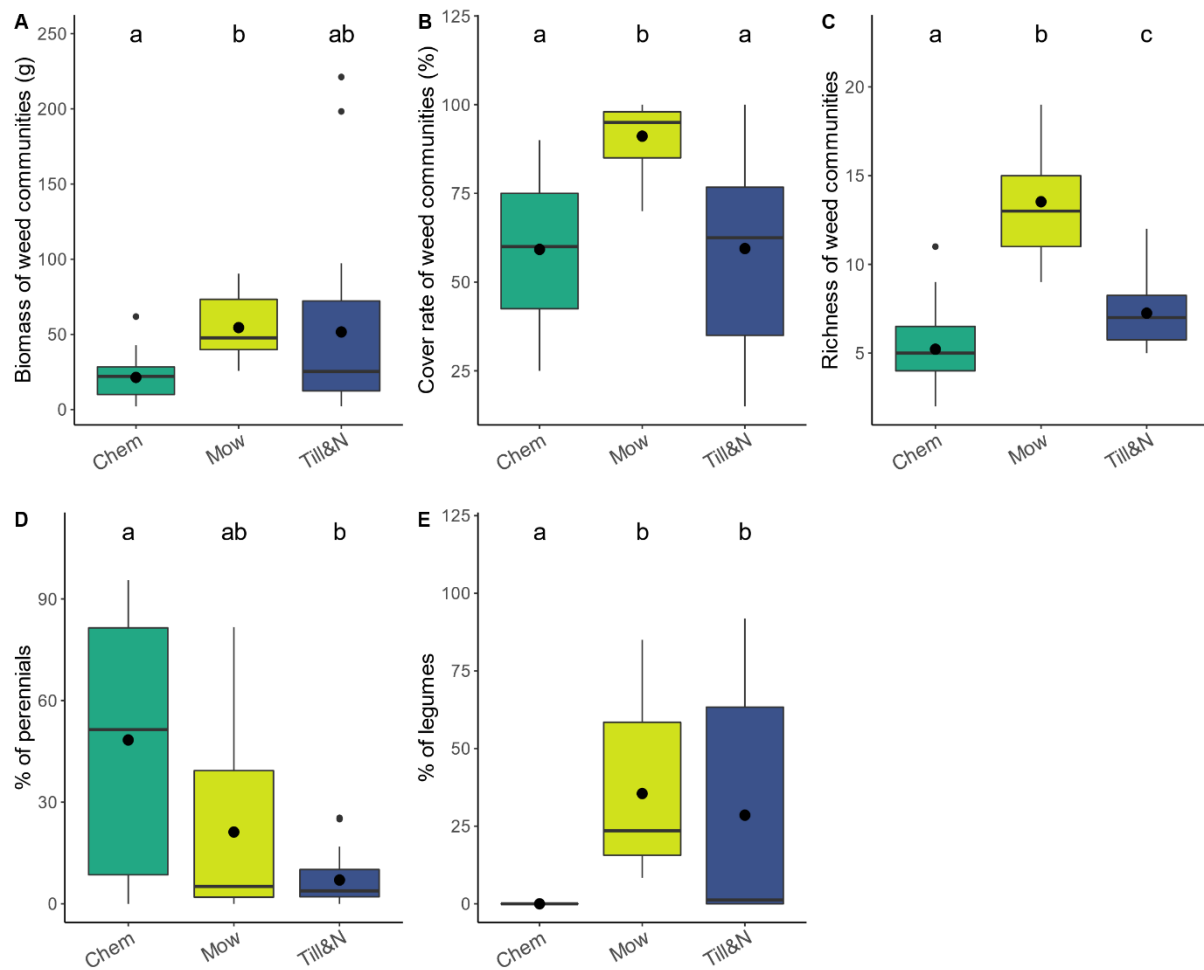 A
Biomass of weed communities (g)
250
200
150
100
50
0
a b ab
Chem Mow Till&N
B
Cover rate of weed communities (%)
125
100
75
50
25
a b a
Chem Mow Till&N
C
Richness of weed communities
20
15
10
5
a b c
Chem Mow Till&N
D
% of perennials
90
60
30
0
a ab b
Chem Mow Till&N
E
% of legumes
125
100
75
50
25
0
a b b
Chem Mow Till&N